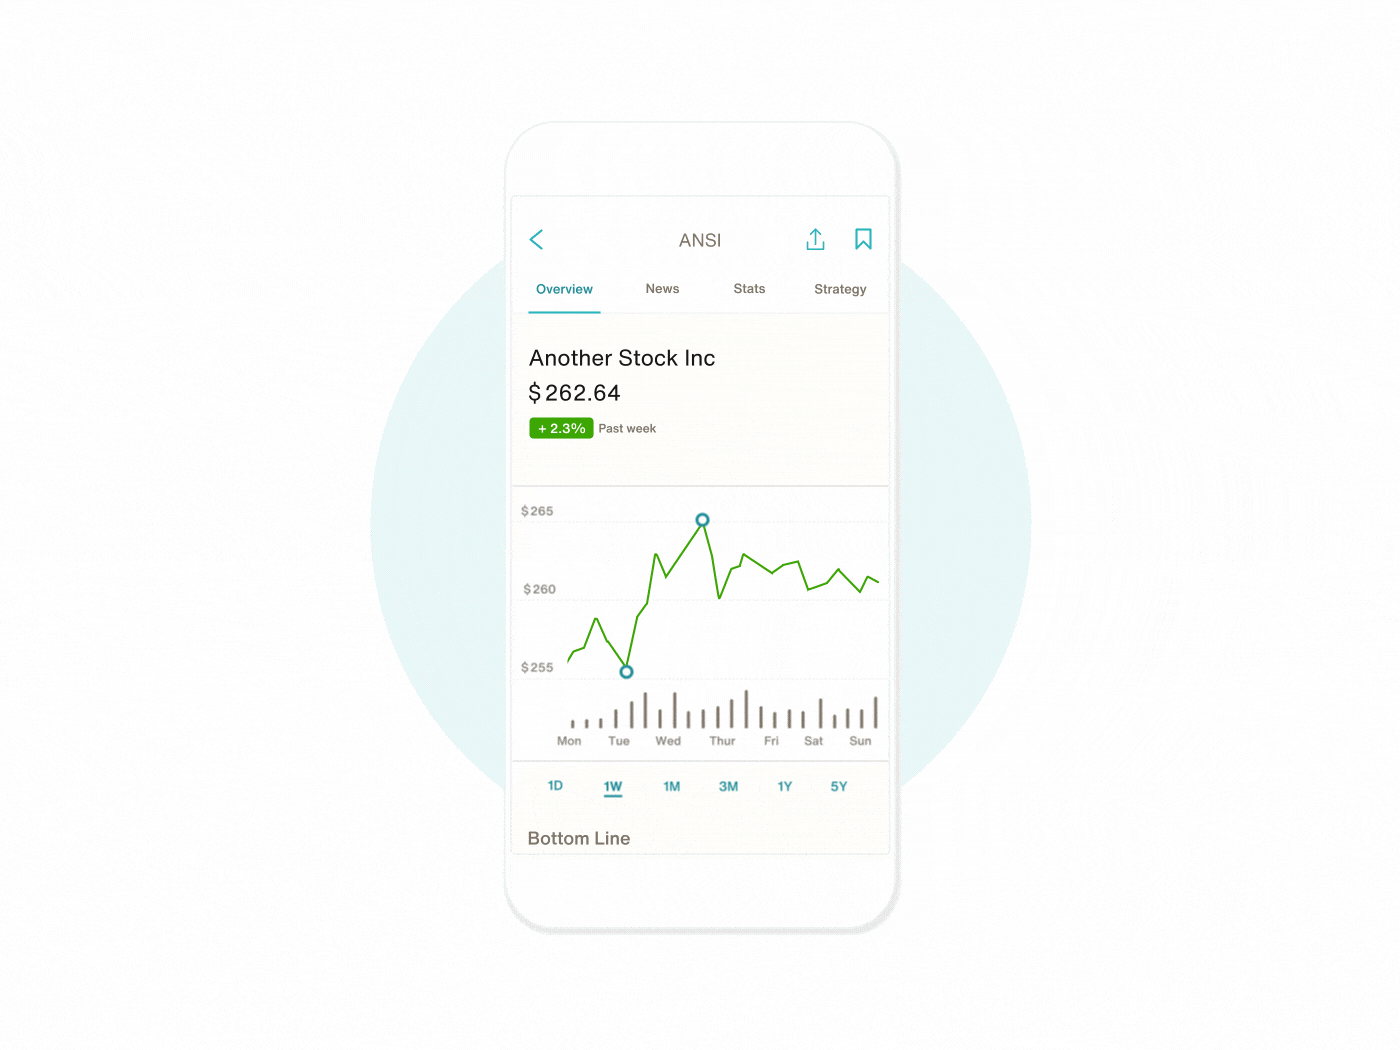 ANSI
Overview News Stats Strategy
Another Stock Inc
$262.64
+ 2.3% Past week
$265
$260
$255
Mon Tue Wed Thur Fri Sat Sun
1D 1W 1M 3M 1Y 5Y
Bottom Line